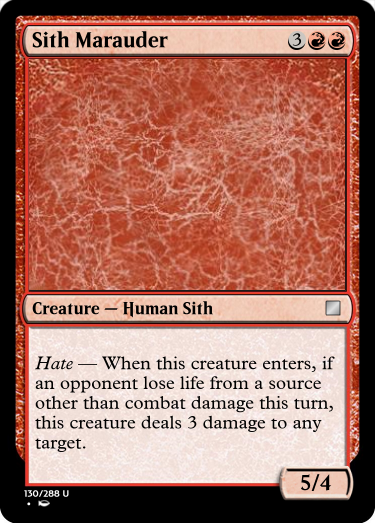 Sith Marauder 3
Creature — Human Sith
Hate — When this creature enters, if
an opponent lose life from a source
other than combat damage this turn,
this creature deals 3 damage to any
target.
5/4
130/288 U